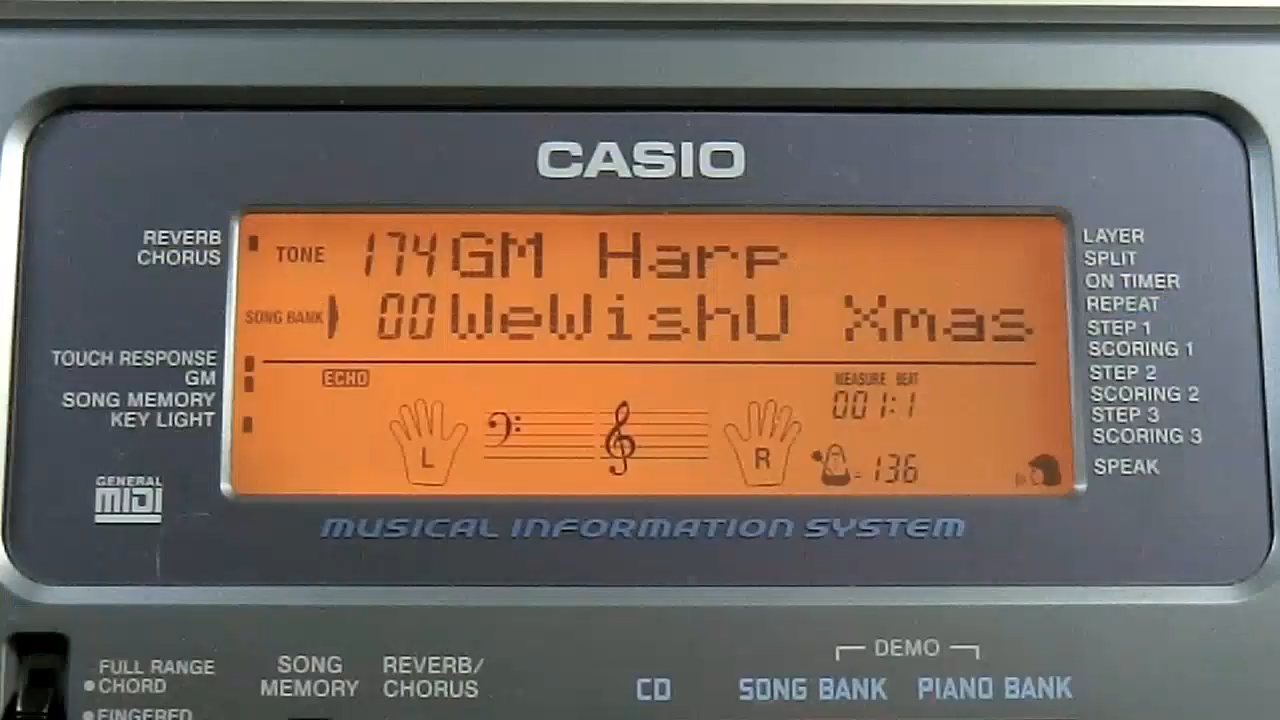 CASIO
REVERB
CHORUS
TONE 174 GM Harp
SONG BANK 00 WeWishU Xmas
TOUCH RESPONSE
GM
SONG MEMORY
KEY LIGHT
ECHO
L
R
MEASURE BEAT
001:1
= 136
LAYER
SPLIT
ON TIMER
REPEAT
STEP 1
SCORING 1
STEP 2
SCORING 2
STEP 3
SCORING 3
SPEAK
GENERAL
MIDI
MUSICAL INFORMATION SYSTEM
FULL RANGE
CHORD
FINGERED
SONG
MEMORY
REVERB/
CHORUS
DEMO
CD SONG BANK PIANO BANK